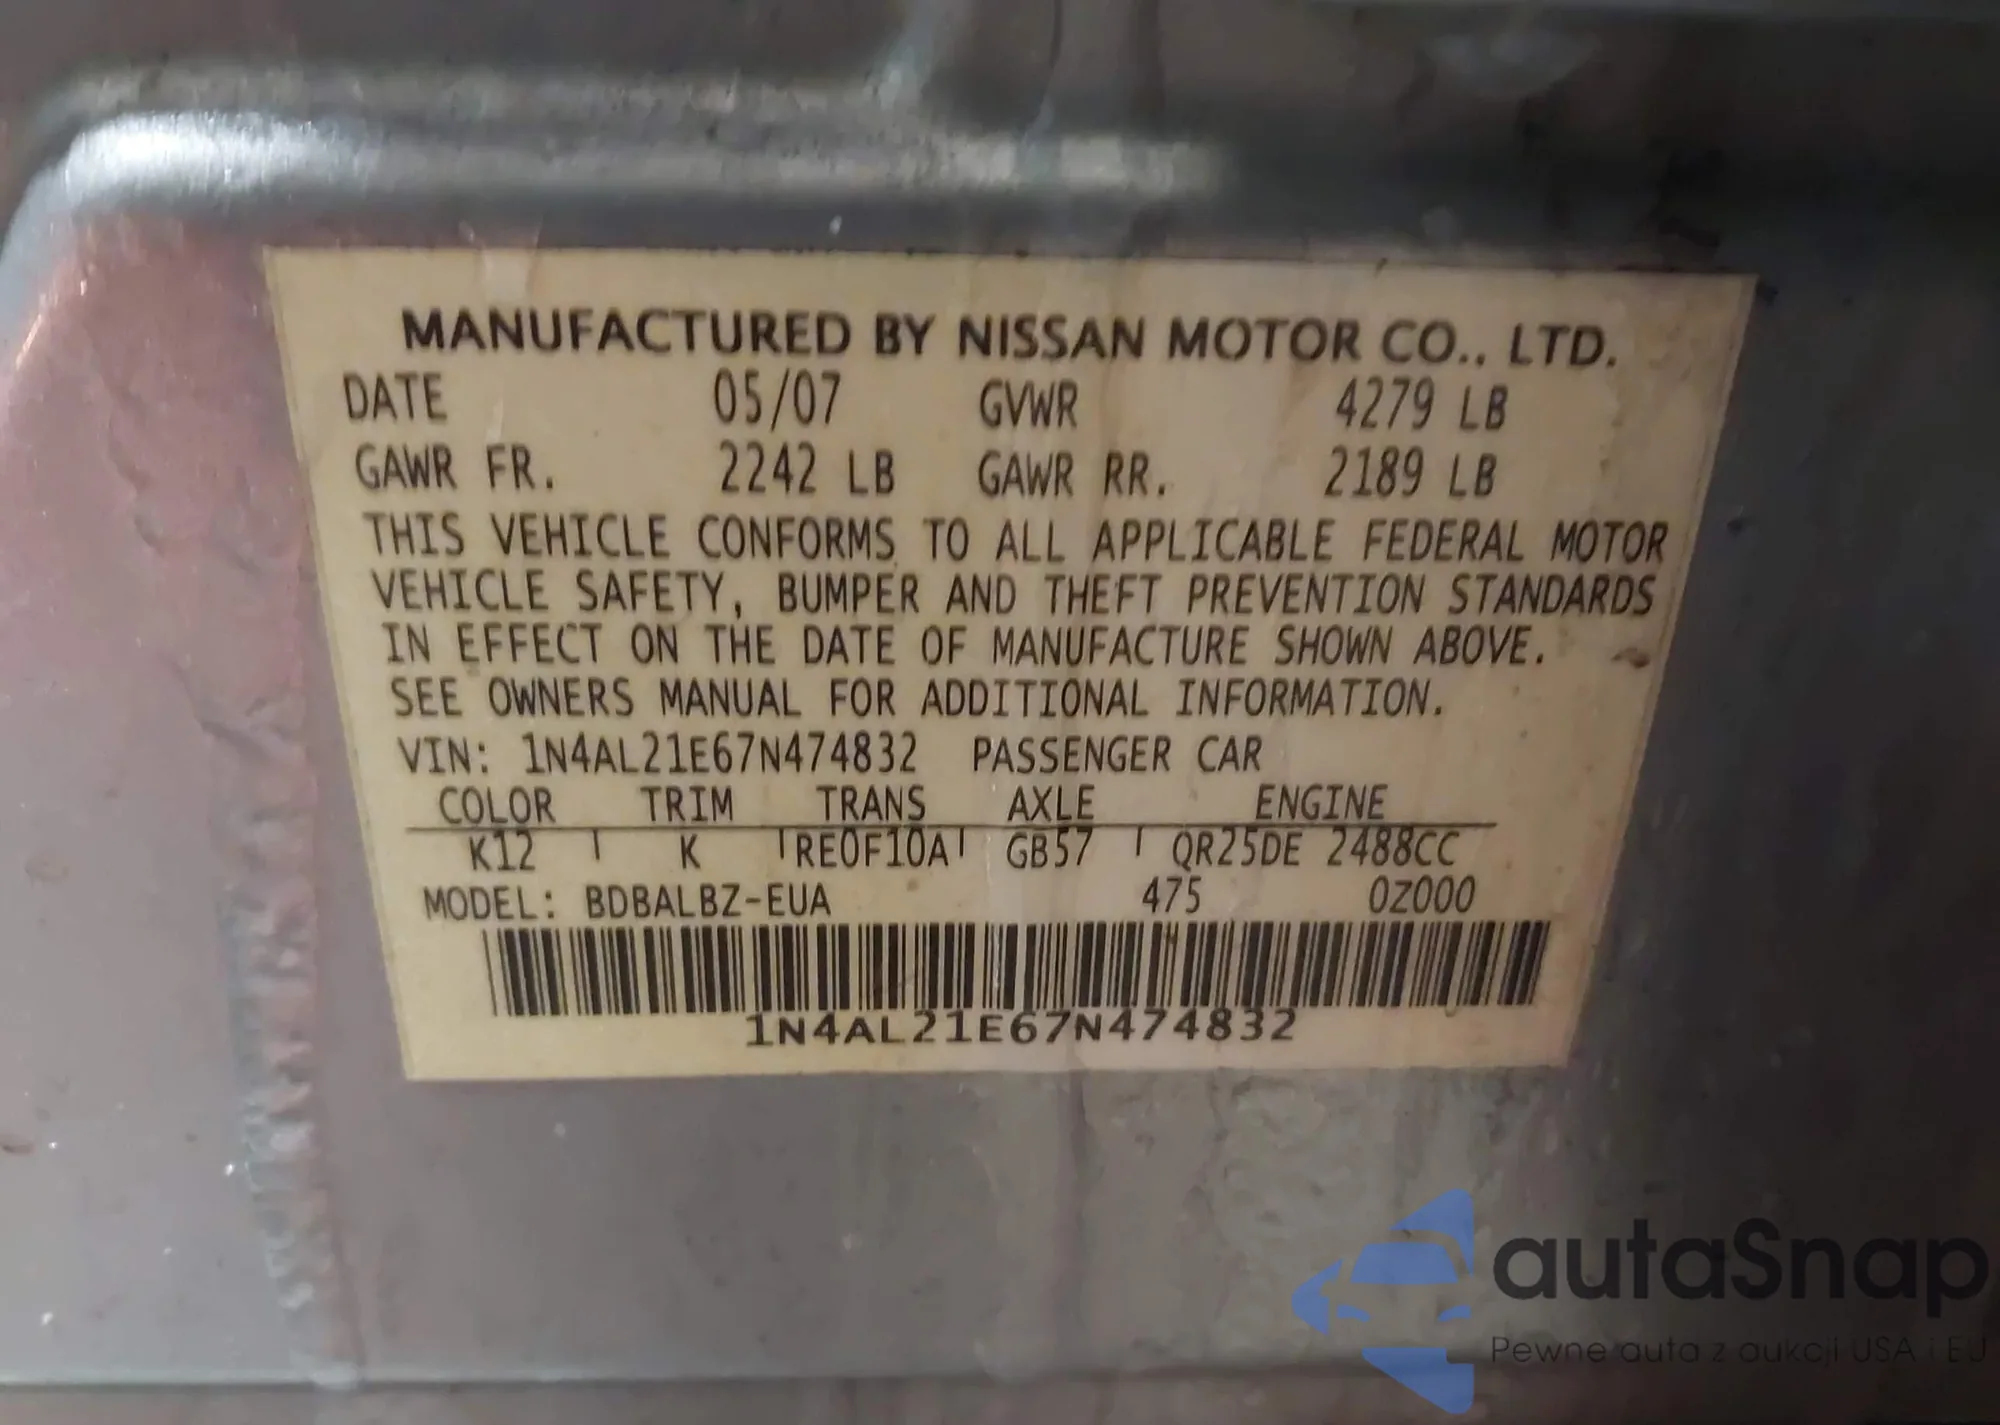 MANUFACTURED BY NISSAN MOTOR CO., LTD.
DATE 05/07 GVWR 4279 LB
GAWR FR. 2242 LB GAWR RR. 2189 LB
THIS VEHICLE CONFORMS TO ALL APPLICABLE FEDERAL MOTOR
VEHICLE SAFETY, BUMPER AND THEFT PREVENTION STANDARDS
IN EFFECT ON THE DATE OF MANUFACTURE SHOWN ABOVE.
SEE OWNERS MANUAL FOR ADDITIONAL INFORMATION.
VIN: 1N4AL21E67N474832 PASSENGER CAR
COLOR TRIM TRANS AXLE ENGINE
K12 K RE0F10A GB57 QR25DE 2488CC
MODEL: BDBALBZ-EUA 475 0Z000
1N4AL21E67N474832
autaSnap
Pewne auta z aukcji USA i EU